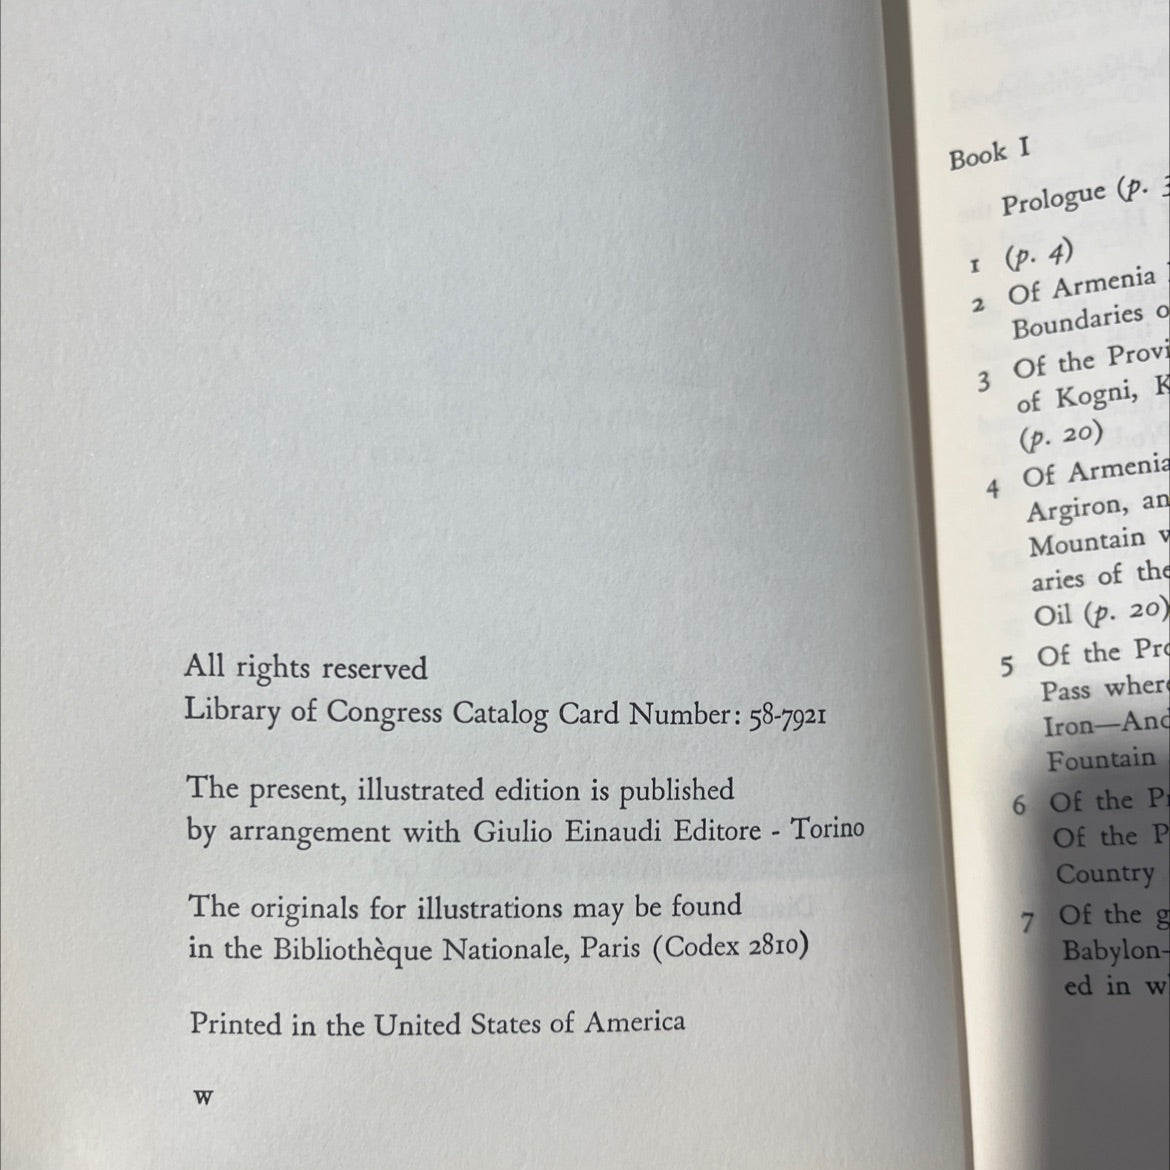 All rights reserved
Library of Congress Catalog Card Number: 58-7921
The present, illustrated edition is published
by arrangement with Giulio Einaudi Editore - Torino
The originals for illustrations may be found
in the Bibliothèque Nationale, Paris (Codex 2810)
Printed in the United States of America
w
Book I
Prologue (p. 3
1 (p. 4)
2 Of Armenia
Boundaries o
3 Of the Provi
of Kogni, K
(p. 20)
4 Of Armenia
Argiron, an
Mountain w
aries of the
Oil (p. 20)
5 Of the Pro
Pass where
Iron—And
Fountain
6 Of the Pr
Of the P
Country
7 Of the g
Babylon-
ed in w